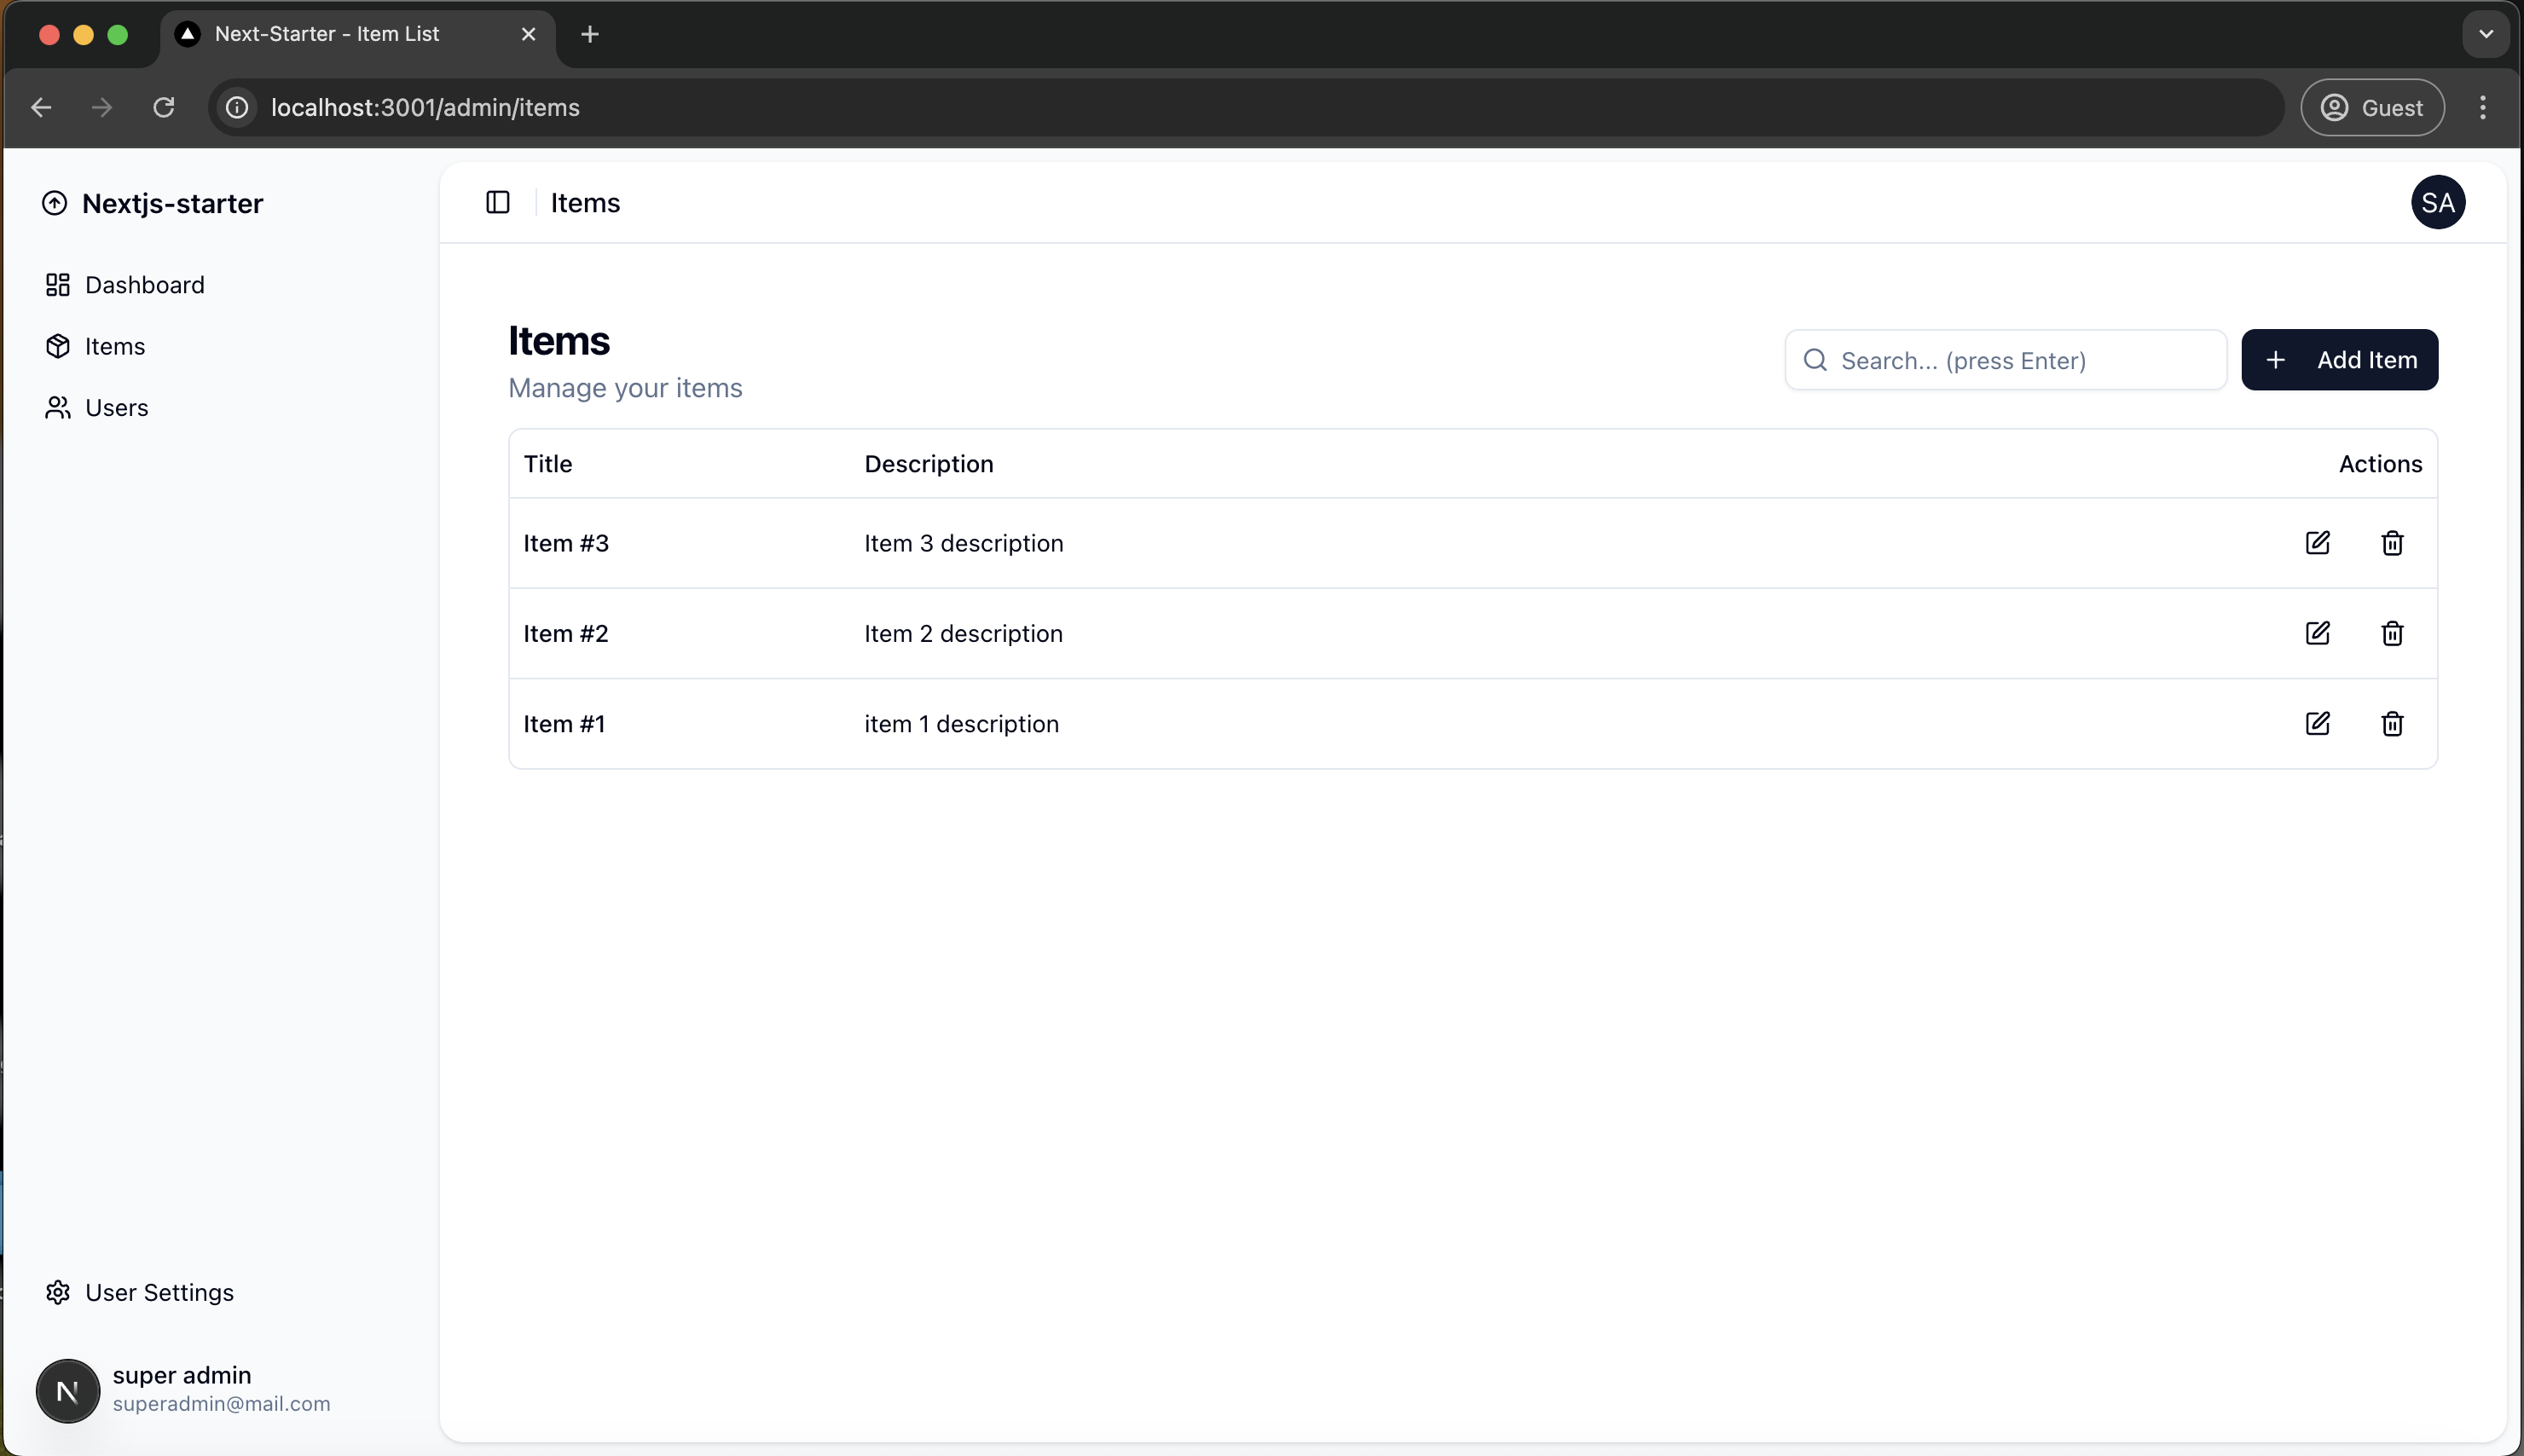 Next-Starter - Item List
localhost:3001/admin/items
Guest
Nextjs-starter
Dashboard
Items
Users
Items
SA
Items
Manage your items
Search... (press Enter)
Add Item
Title Description Actions
Item #3 Item 3 description
Item #2 Item 2 description
Item #1 item 1 description
User Settings
N
super admin
superadmin@mail.com